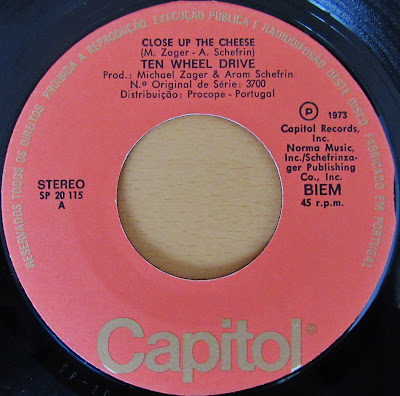 RESERVADOS TODOS OS DIREITOS. PROIBIDA A REPRODUÇÃO, EXECUÇÃO PÚBLICA E RADIODIFUSÃO DESTE DISCO. FABRICADO EM PORTUGAL
CLOSE UP THE CHEESE
(M. Zager - A. Schefrin)
TEN WHEEL DRIVE
Prod.: Michael Zager & Aram Schefrin
N.º Original de Série: 3700
Distribuição: Procope - Portugal
STEREO
SP 20 115
A
P 1973
Capitol Records,
Inc.
Norma Music,
Inc./Schefrinza-
ger Publishing
Co., Inc.
BIEM
45 r.p.m.
Capitol®